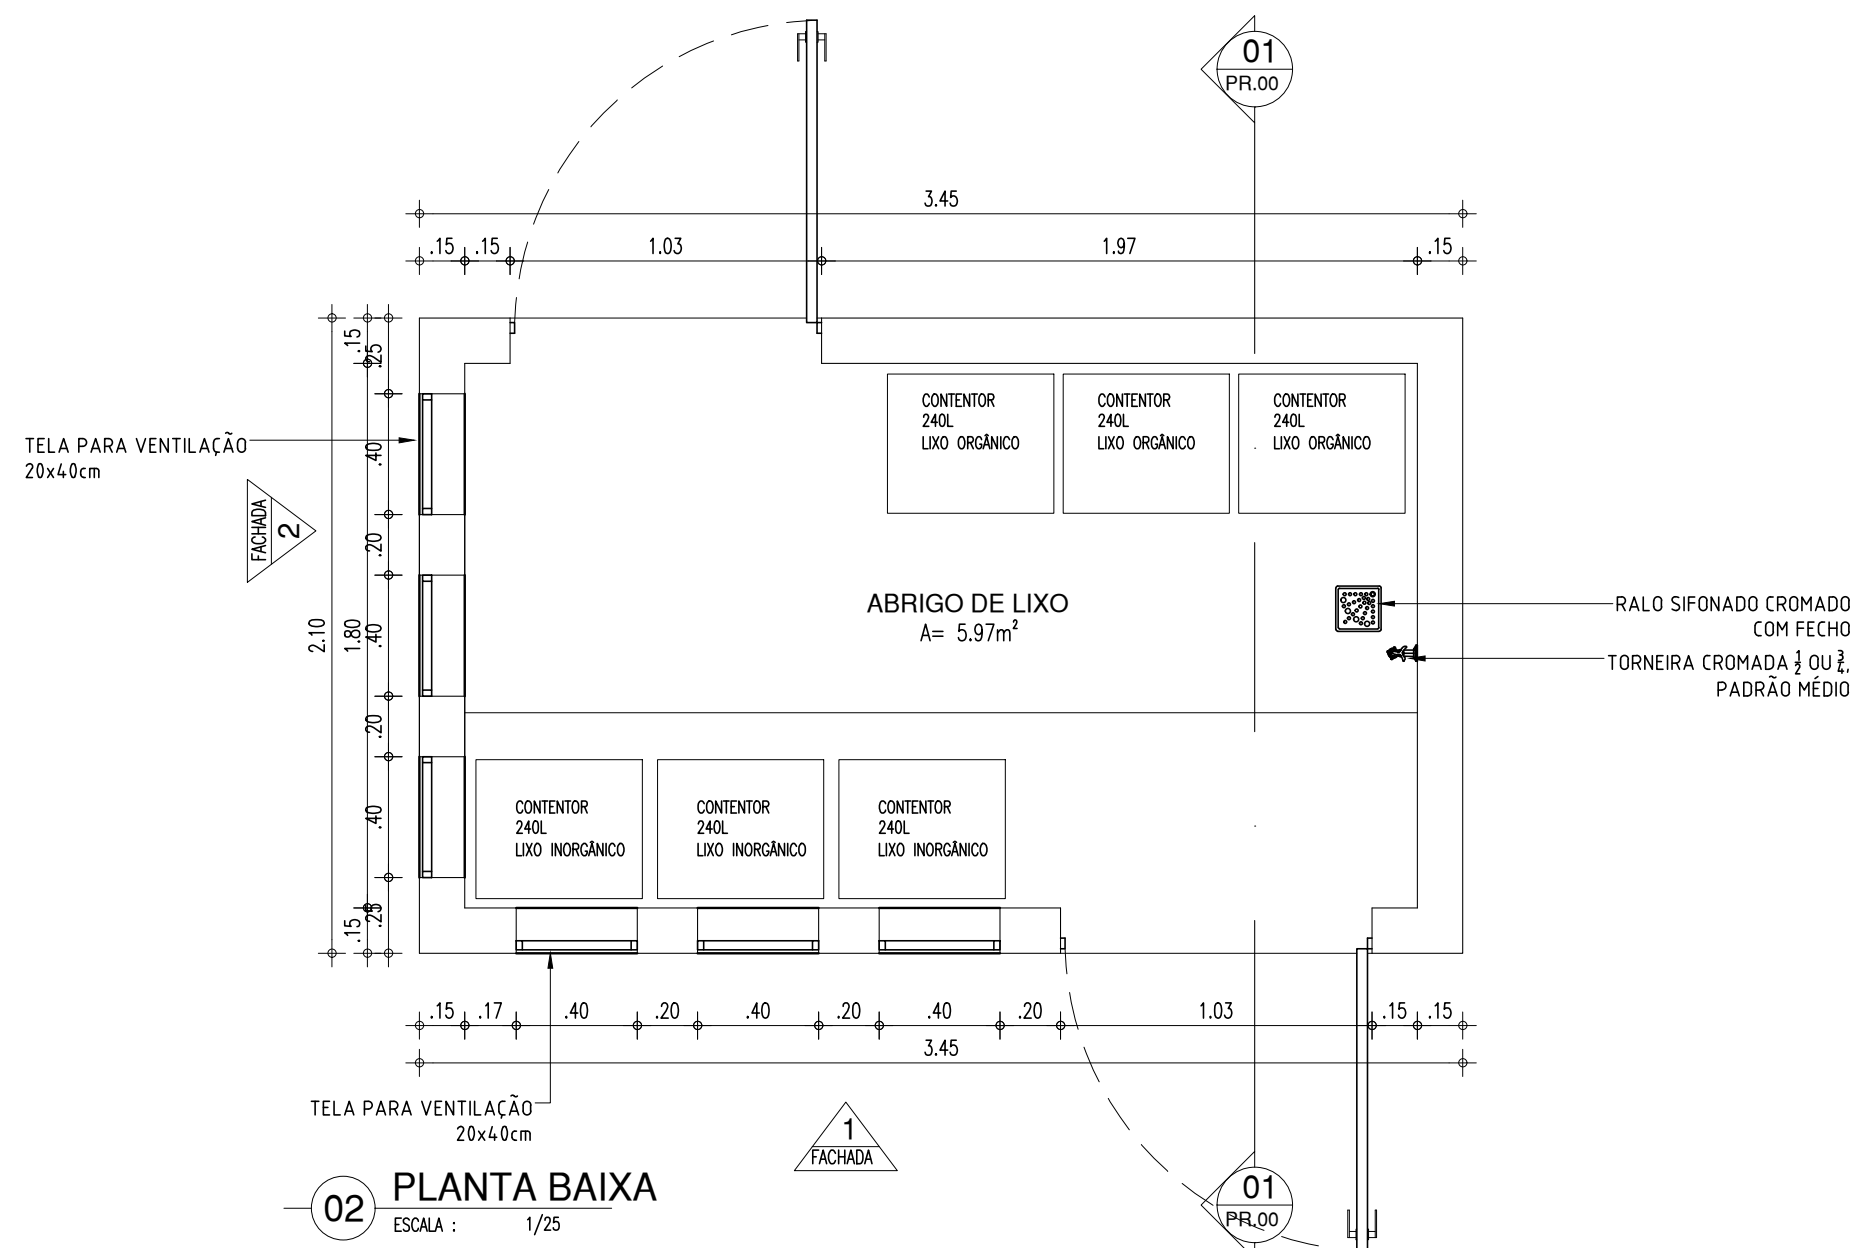 01
PR.00
3.45
.15 .15 1.03 1.97 .15
.15
.25
TELA PARA VENTILAÇÃO
20x40cm
.40
FACHADA
2
.20
2.10
1.80
.40
.20
.40
.25
.15
CONTENTOR
240L
LIXO ORGÂNICO
CONTENTOR
240L
LIXO ORGÂNICO
CONTENTOR
240L
LIXO ORGÂNICO
ABRIGO DE LIXO
A= 5.97m²
RALO SIFONADO CROMADO
COM FECHO
TORNEIRA CROMADA ½ OU ¾,
PADRÃO MÉDIO
CONTENTOR
240L
LIXO INORGÂNICO
CONTENTOR
240L
LIXO INORGÂNICO
CONTENTOR
240L
LIXO INORGÂNICO
.15 .17 .40 .20 .40 .20 .40 .20 1.03 .15 .15
3.45
TELA PARA VENTILAÇÃO
20x40cm
1
FACHADA
01
PR.00
02
PLANTA BAIXA
ESCALA : 1/25